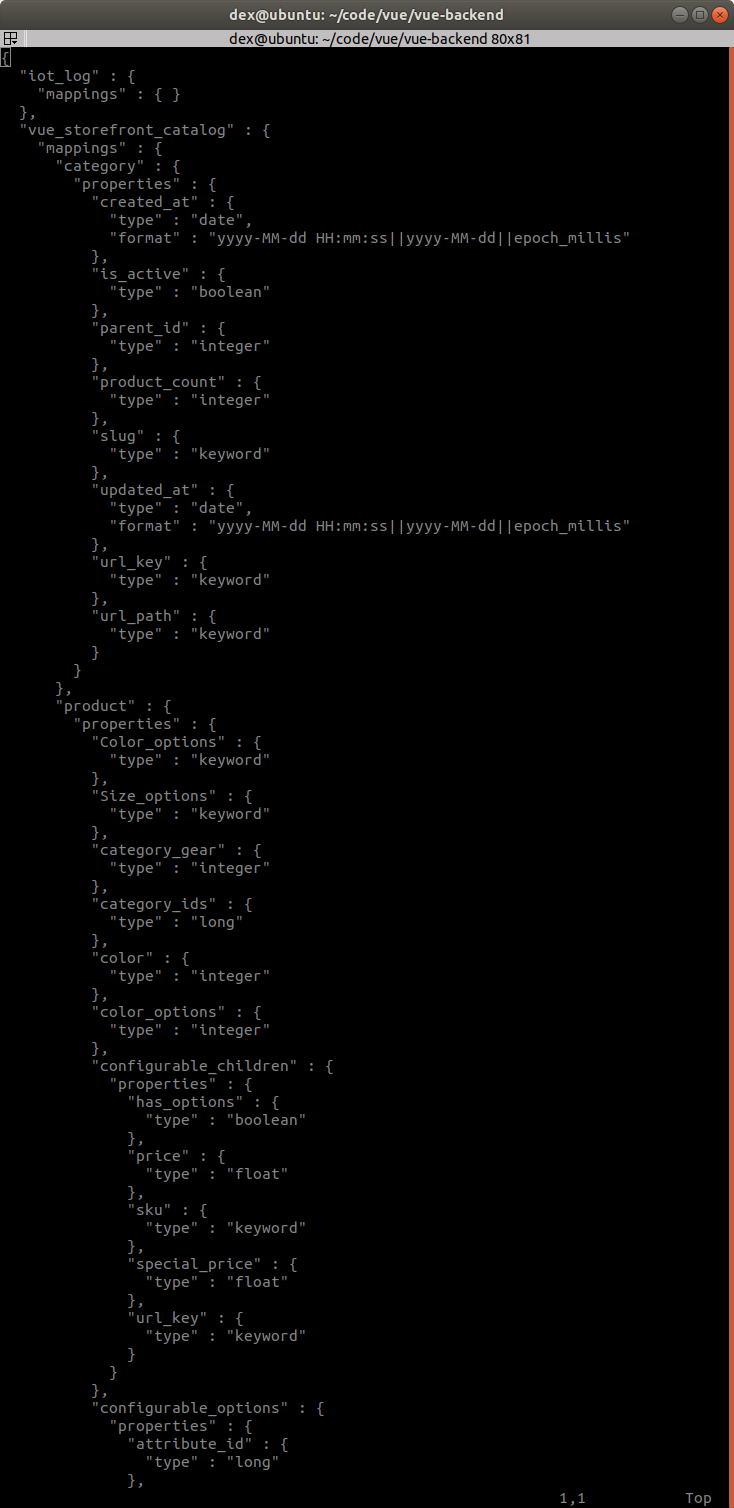 dex@ubuntu: ~/code/vue/vue-backend
dex@ubuntu: ~/code/vue/vue-backend 80x81
{
  "iot_log" : {
    "mappings" : { }
  },
  "vue_storefront_catalog" : {
    "mappings" : {
      "category" : {
        "properties" : {
          "created_at" : {
            "type" : "date",
            "format" : "yyyy-MM-dd HH:mm:ss||yyyy-MM-dd||epoch_millis"
          },
          "is_active" : {
            "type" : "boolean"
          },
          "parent_id" : {
            "type" : "integer"
          },
          "product_count" : {
            "type" : "integer"
          },
          "slug" : {
            "type" : "keyword"
          },
          "updated_at" : {
            "type" : "date",
            "format" : "yyyy-MM-dd HH:mm:ss||yyyy-MM-dd||epoch_millis"
          },
          "url_key" : {
            "type" : "keyword"
          },
          "url_path" : {
            "type" : "keyword"
          }
        }
      },
      "product" : {
        "properties" : {
          "Color_options" : {
            "type" : "keyword"
          },
          "Size_options" : {
            "type" : "keyword"
          },
          "category_gear" : {
            "type" : "integer"
          },
          "category_ids" : {
            "type" : "long"
          },
          "color" : {
            "type" : "integer"
          },
          "color_options" : {
            "type" : "integer"
          },
          "configurable_children" : {
            "properties" : {
              "has_options" : {
                "type" : "boolean"
              },
              "price" : {
                "type" : "float"
              },
              "sku" : {
                "type" : "keyword"
              },
              "special_price" : {
                "type" : "float"
              },
              "url_key" : {
                "type" : "keyword"
              }
            }
          },
          "configurable_options" : {
            "properties" : {
              "attribute_id" : {
                "type" : "long"
              },
1,1 Top